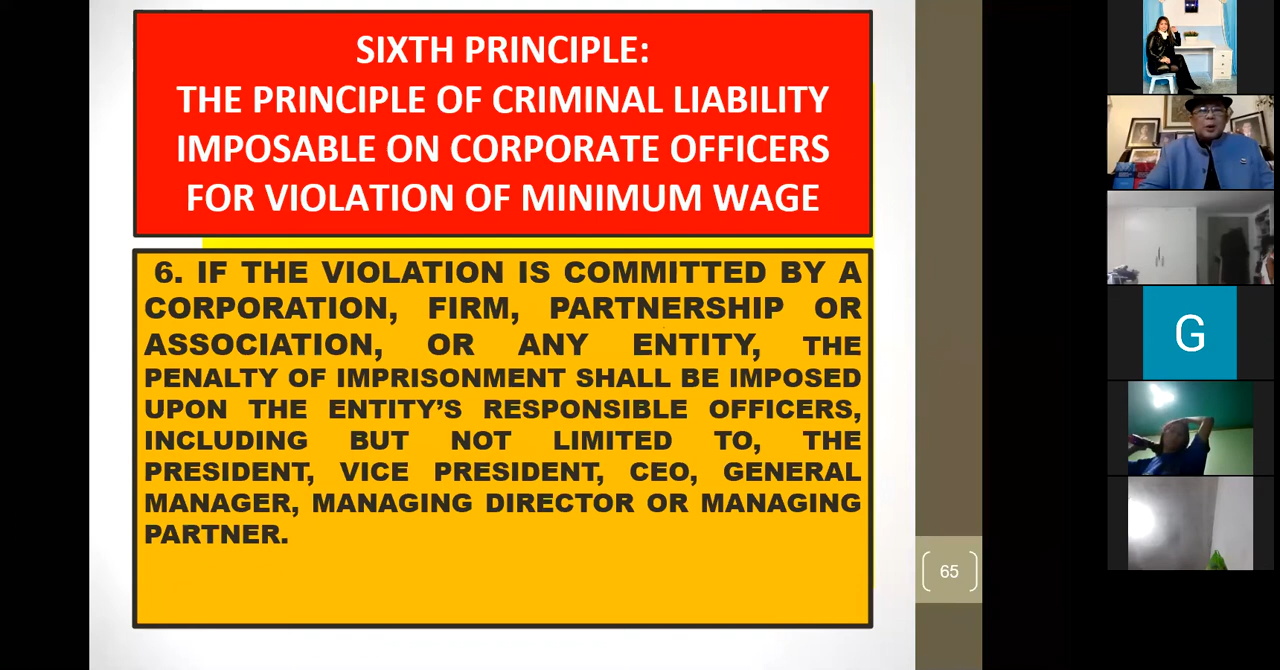 SIXTH PRINCIPLE:
THE PRINCIPLE OF CRIMINAL LIABILITY
IMPOSABLE ON CORPORATE OFFICERS
FOR VIOLATION OF MINIMUM WAGE
6. IF THE VIOLATION IS COMMITTED BY A
CORPORATION, FIRM, PARTNERSHIP OR
ASSOCIATION, OR ANY ENTITY, THE
PENALTY OF IMPRISONMENT SHALL BE IMPOSED
UPON THE ENTITY’S RESPONSIBLE OFFICERS,
INCLUDING BUT NOT LIMITED TO, THE
PRESIDENT, VICE PRESIDENT, CEO, GENERAL
MANAGER, MANAGING DIRECTOR OR MANAGING
PARTNER.
65
G